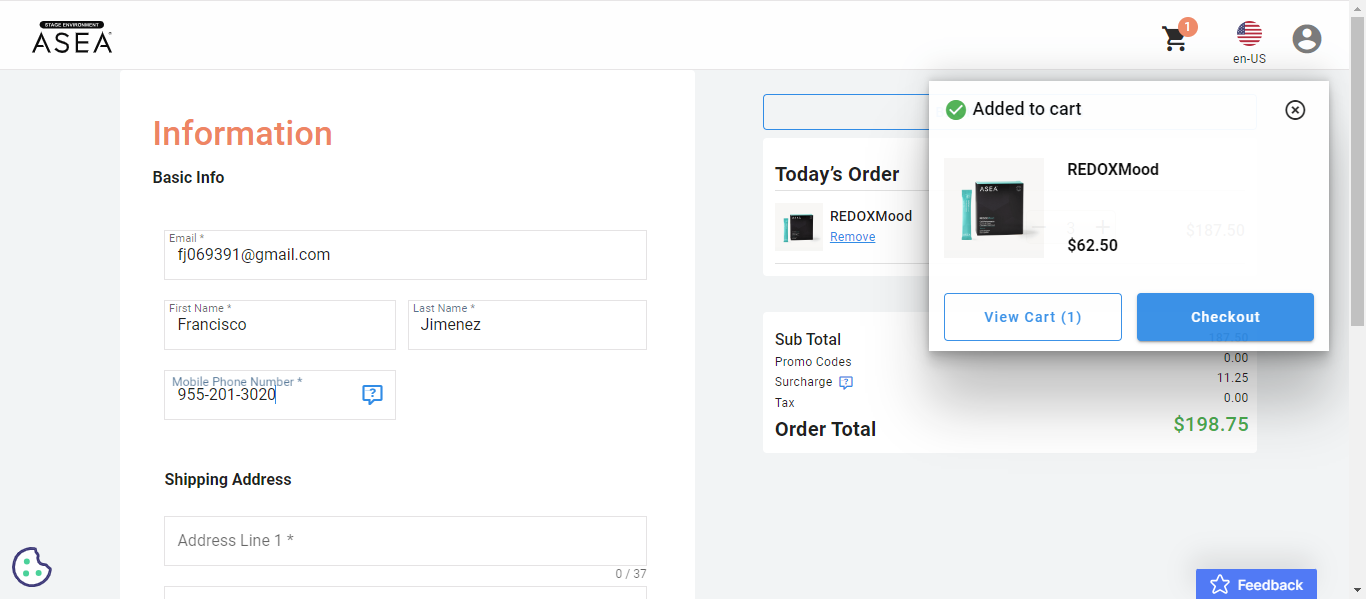 STAGE ENVIRONMENT
ASEA
1
en-US
Information
Basic Info
Email *
fj069391@gmail.com
First Name *
Francisco
Last Name *
Jimenez
Mobile Phone Number *
955-201-3020
?
Shipping Address
Address Line 1 *
0 / 37
Added to cart
ASEA
REDOXMood
$62.50
View Cart (1)
Checkout
Today’s Order
REDOXMood
Remove
3
$187.50
Sub Total
187.50
Promo Codes
0.00
Surcharge ?
11.25
Tax
0.00
Order Total
$198.75
Feedback